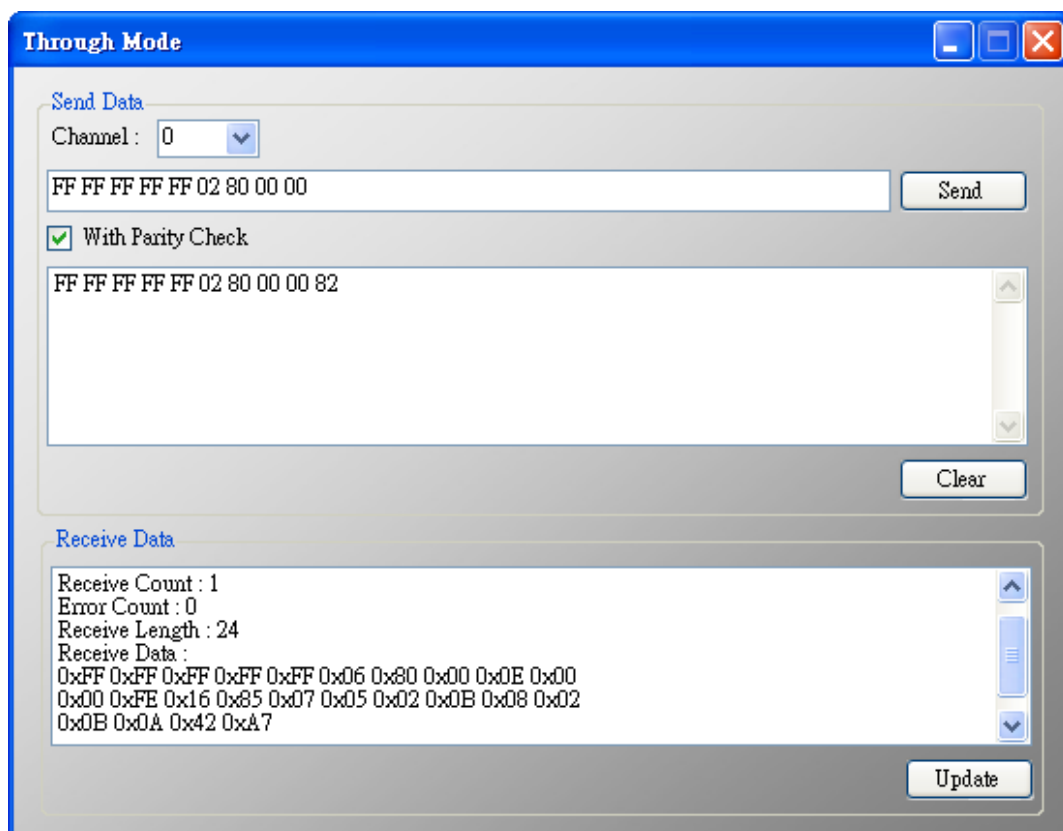 Through Mode
Send Data
Channel : 0
FF FF FF FF FF 02 80 00 00
Send
With Parity Check
FF FF FF FF FF 02 80 00 00 82
Clear
Receive Data
Receive Count : 1
Error Count : 0
Receive Length : 24
Receive Data :
0xFF 0xFF 0xFF 0xFF 0xFF 0x06 0x80 0x00 0x0E 0x00
0x00 0xFE 0x16 0x85 0x07 0x05 0x02 0x0B 0x08 0x02
0x0B 0x0A 0x42 0xA7
Update